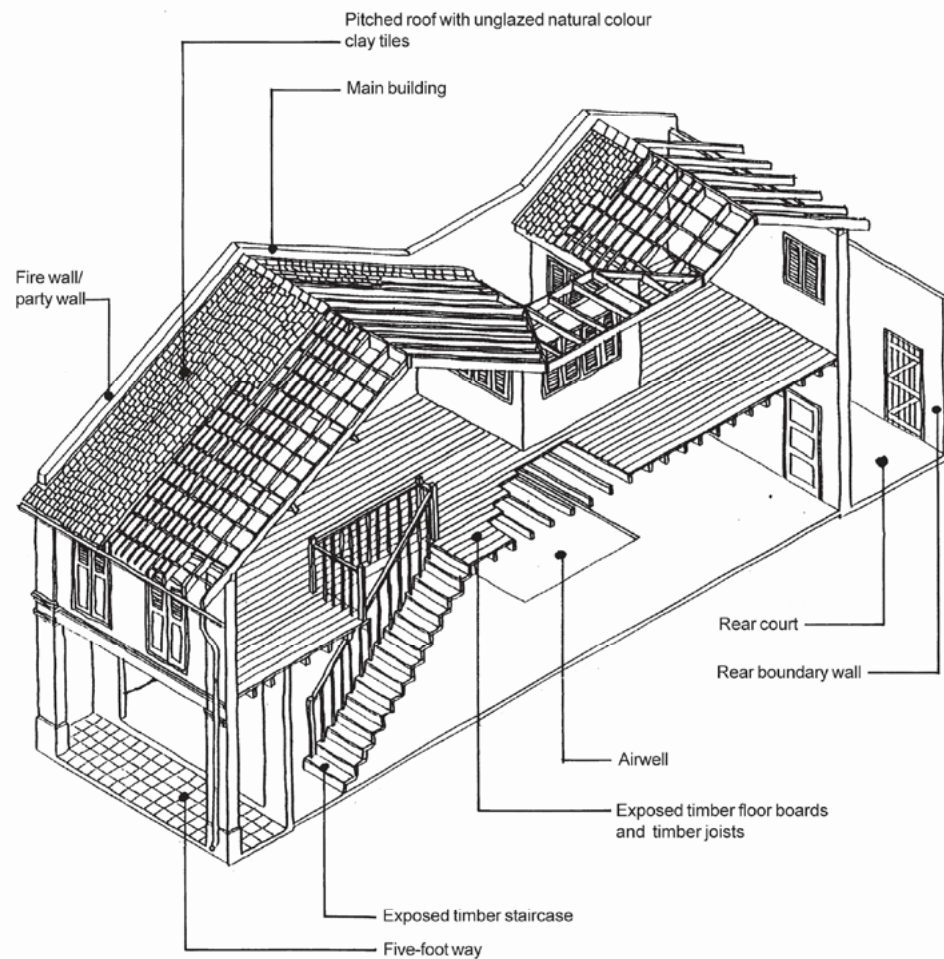 Pitched roof with unglazed natural colour
clay tiles
Main building
Fire wall/
party wall
Rear court
Rear boundary wall
Airwell
Exposed timber floor boards
and timber joists
Exposed timber staircase
Five-foot way